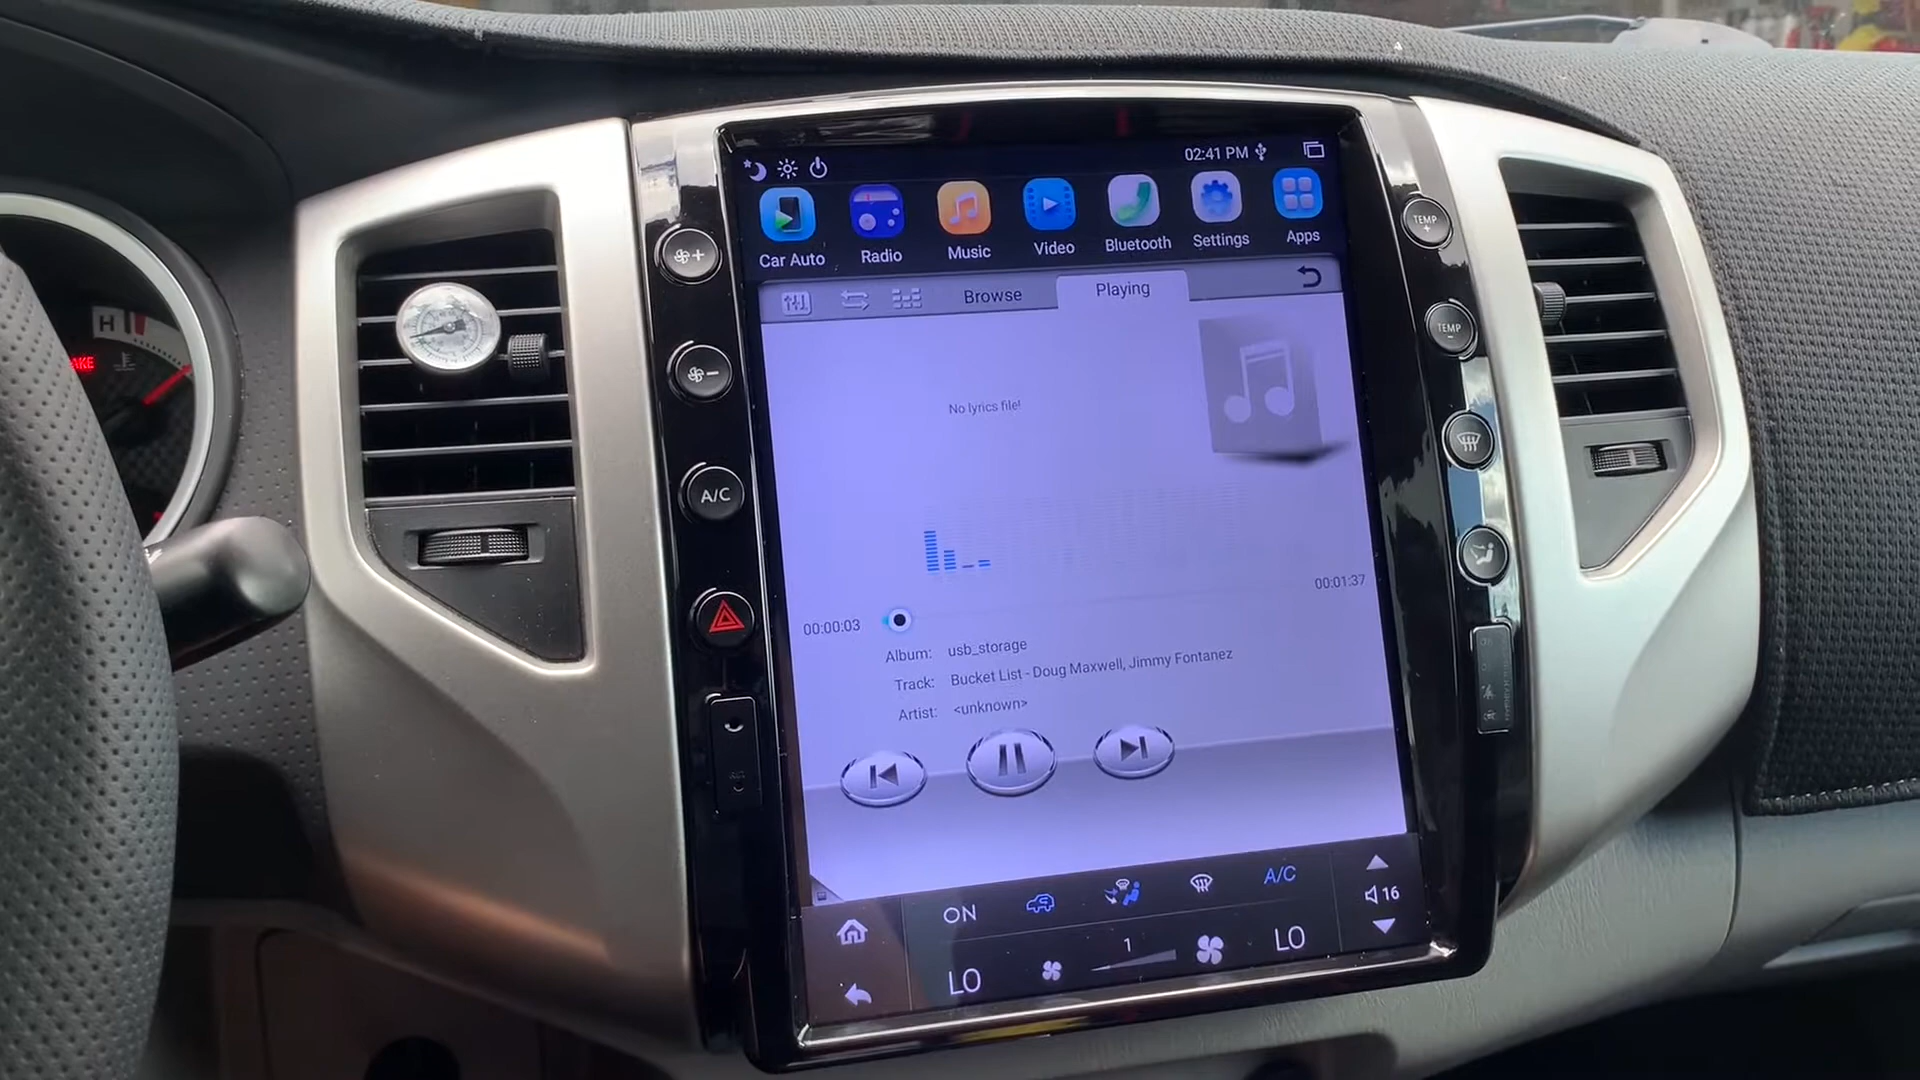 02:41 PM
Car Auto
Radio
Music
Video
Bluetooth
Settings
Apps
Browse
Playing
No lyrics file!
00:00:03
00:01:37
Album: usb_storage
Track: Bucket List - Doug Maxwell, Jimmy Fontanez
Artist: <unknown>
ON
A/C
16
LO
1
LO
+
-
A/C
TEMP
+
TEMP
-
H
AKE